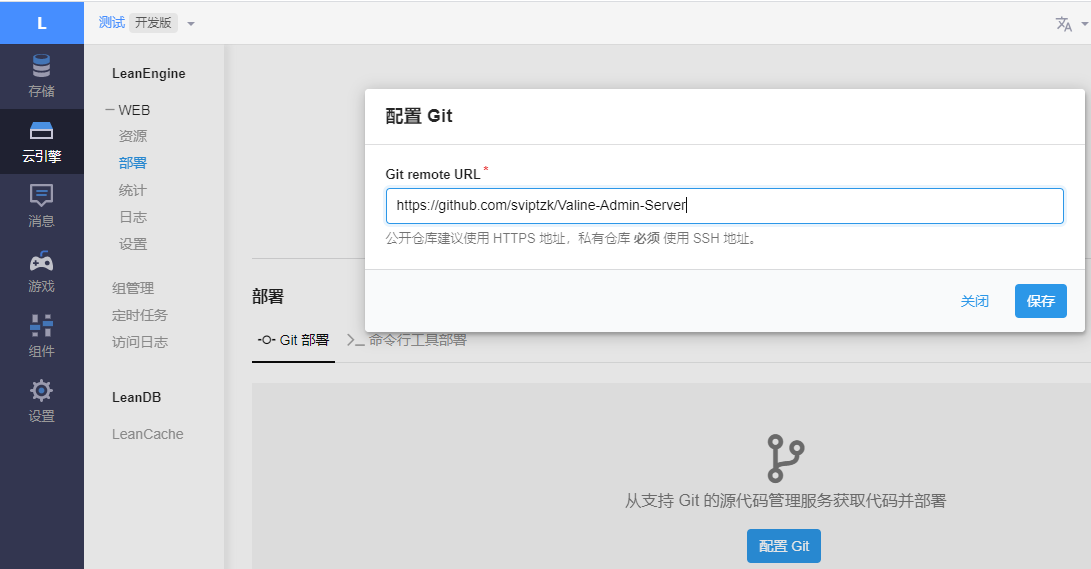 L
测试 开发版
存储
云引擎
消息
游戏
组件
设置
LeanEngine
WEB
资源
部署
统计
日志
设置
组管理
定时任务
访问日志
LeanDB
LeanCache
配置 Git
Git remote URL *
https://github.com/sviptzk/Valine-Admin-Server
公开仓库建议使用 HTTPS 地址，私有仓库 必须 使用 SSH 地址。
关闭 保存
部署
Git 部署 命令行工具部署
从支持 Git 的源代码管理服务获取代码并部署
配置 Git